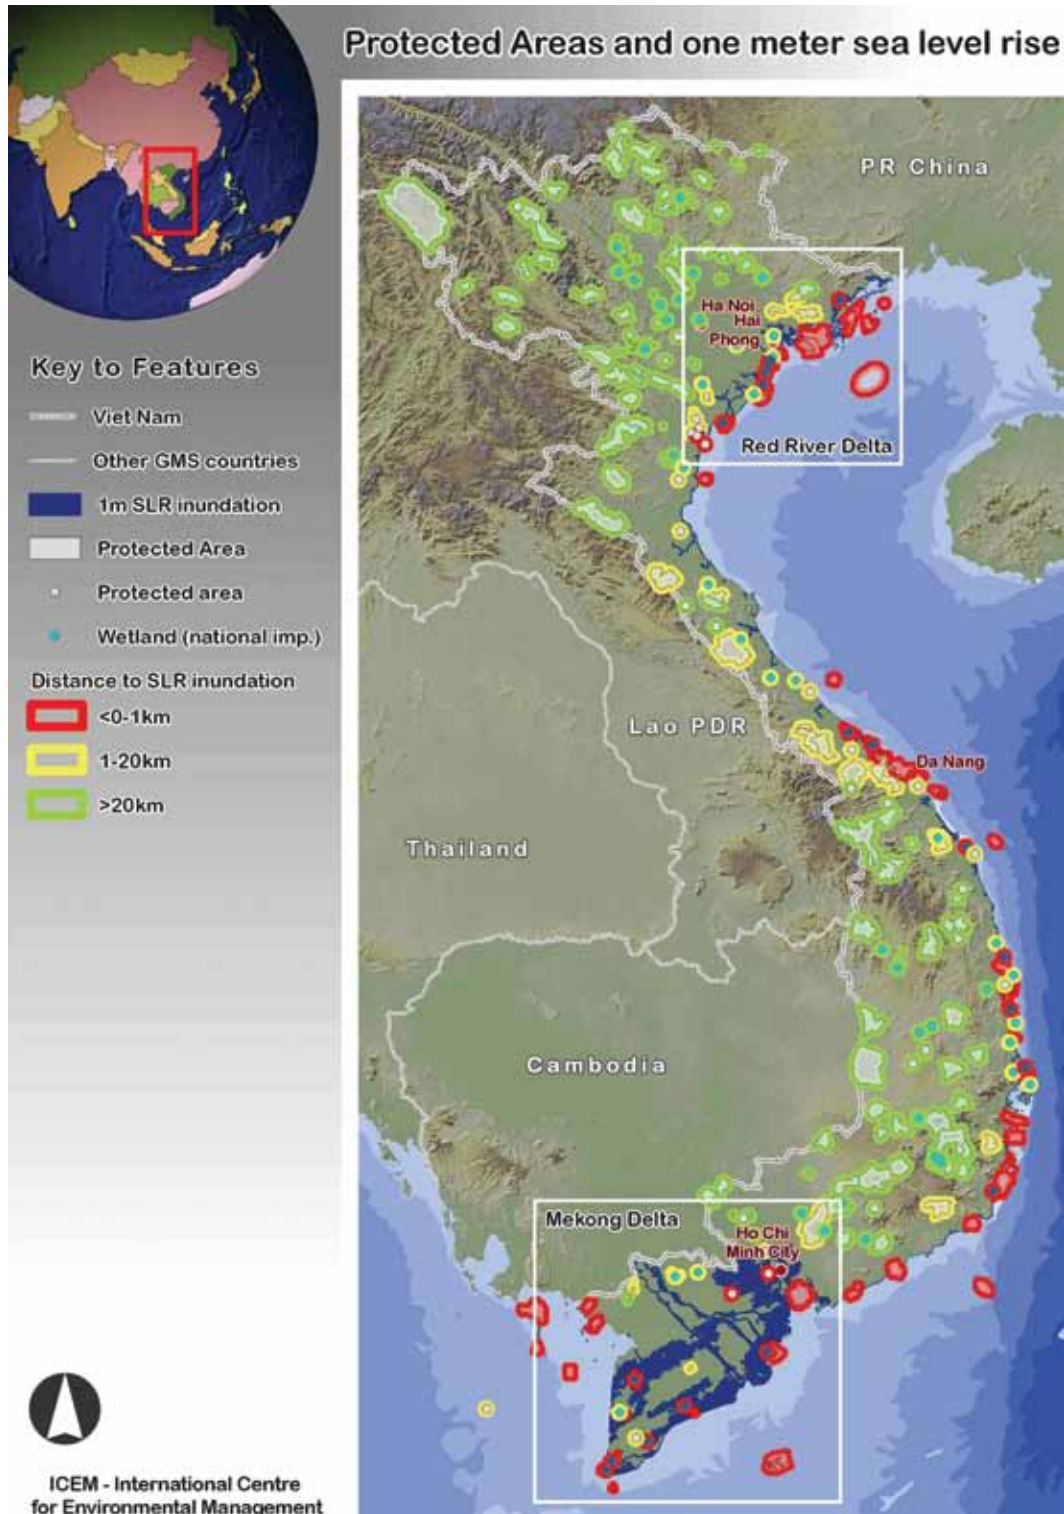 Protected Areas and one meter sea level rise
PR China
Ha Noi
Hai
Phong
Red River Delta
Key to Features
Viet Nam
Other GMS countries
1m SLR inundation
Protected Area
Protected area
Wetland (national imp.)
Distance to SLR inundation
<0-1km
1-20km
>20km
Lao PDR
Da Nang
Thailand
Cambodia
Mekong Delta
Ho Chi
Minh City
ICEM - International Centre
for Environmental Management